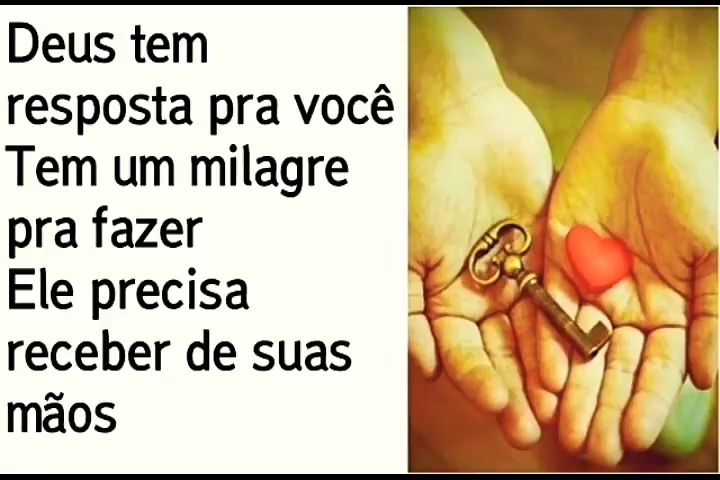 Deus tem
resposta pra você
Tem um milagre
pra fazer
Ele precisa
receber de suas
mãos